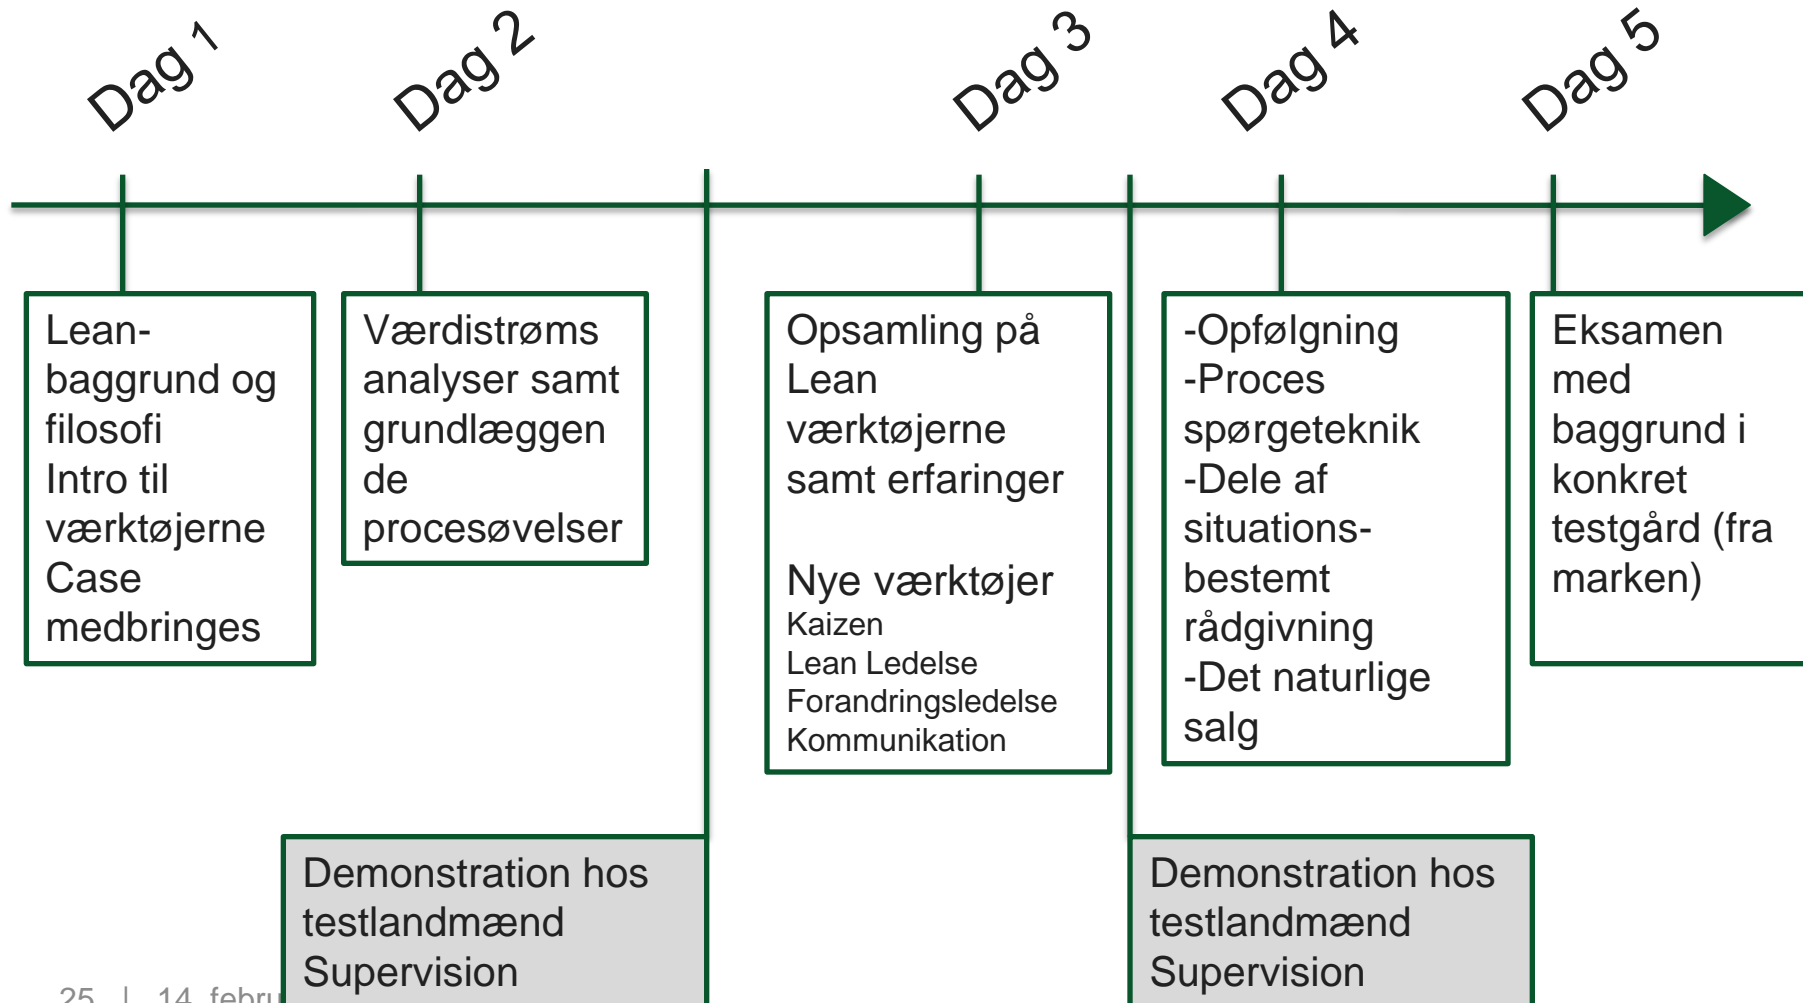 Dag 1
Dag 2
Dag 3
Dag 4
Dag 5
Lean-
baggrund og
filosofi
Intro til
værktøjerne
Case
medbringes
Værdistrøms
analyser samt
grundlæggen
de
procesøvelser
Opsamling på
Lean
værktøjerne
samt erfaringer
Nye værktøjer
Kaizen
Lean Ledelse
Forandringsledelse
Kommunikation
-Opfølgning
-Proces
spørgeteknik
-Dele af
situations-
bestemt
rådgivning
-Det naturlige
salg
Eksamen
med
baggrund i
konkret
testgård (fra
marken)
Demonstration hos
testlandmænd
Supervision
Demonstration hos
testlandmænd
Supervision
25 | 14. febru